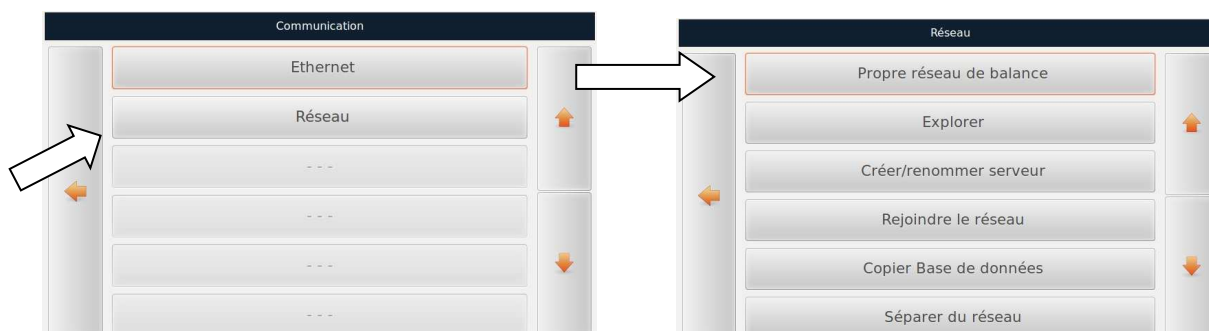 Communication
Ethernet
Réseau
- - -
- - -
- - -
- - -
Réseau
Propre réseau de balance
Explorer
Créer/renommer serveur
Rejoindre le réseau
Copier Base de données
Séparer du réseau